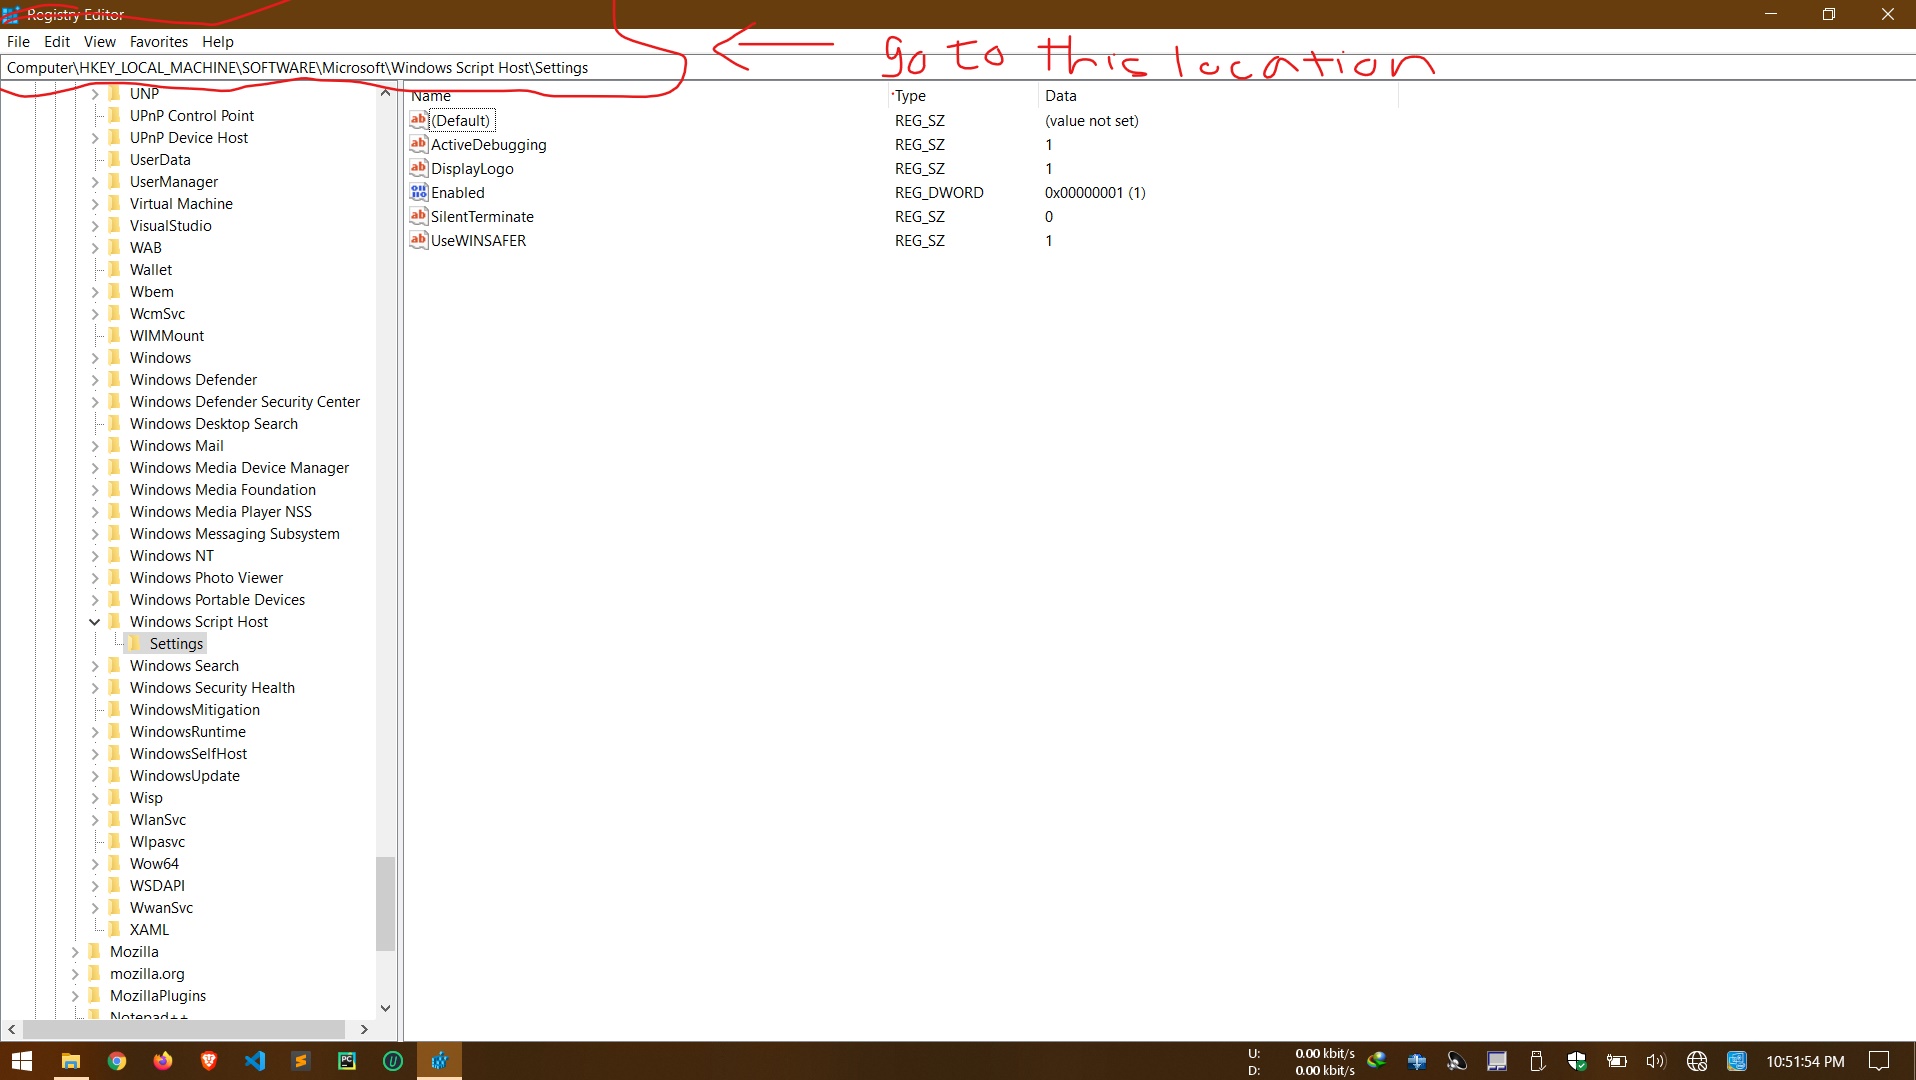 Registry Editor
File Edit View Favorites Help
go to this location
Computer\HKEY_LOCAL_MACHINE\SOFTWARE\Microsoft\Windows Script Host\Settings
Name Type Data
(Default) REG_SZ (value not set)
ActiveDebugging REG_SZ 1
DisplayLogo REG_SZ 1
Enabled REG_DWORD 0x00000001 (1)
SilentTerminate REG_SZ 0
UseWINSAFER REG_SZ 1
UNP
UPnP Control Point
UPnP Device Host
UserData
UserManager
Virtual Machine
VisualStudio
WAB
Wallet
Wbem
WcmSvc
WIMMount
Windows
Windows Defender
Windows Defender Security Center
Windows Desktop Search
Windows Mail
Windows Media Device Manager
Windows Media Foundation
Windows Media Player NSS
Windows Messaging Subsystem
Windows NT
Windows Photo Viewer
Windows Portable Devices
Windows Script Host
Settings
Windows Search
Windows Security Health
WindowsMitigation
WindowsRuntime
WindowsSelfHost
WindowsUpdate
Wisp
WlanSvc
Wlpasvc
Wow64
WSDAPI
WwanSvc
XAML
Mozilla
mozilla.org
MozillaPlugins
Notepad++
U: 0.00 kbit/s
D: 0.00 kbit/s
10:51:54 PM